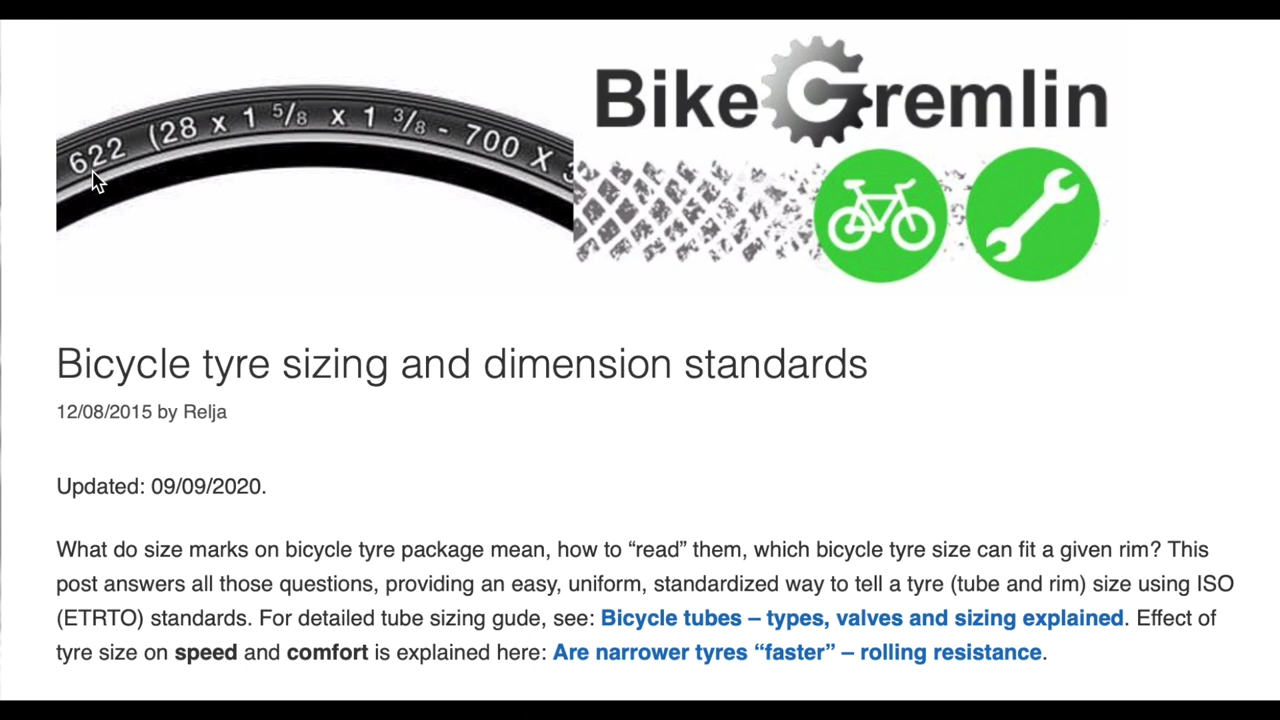 622 (28 x 1 5/8 x 1 3/8 - 700 X
BikeGremlin
Bicycle tyre sizing and dimension standards
12/08/2015 by Relja
Updated: 09/09/2020.
What do size marks on bicycle tyre package mean, how to “read” them, which bicycle tyre size can fit a given rim? This
post answers all those questions, providing an easy, uniform, standardized way to tell a tyre (tube and rim) size using ISO
(ETRTO) standards. For detailed tube sizing gude, see: Bicycle tubes – types, valves and sizing explained. Effect of
tyre size on speed and comfort is explained here: Are narrower tyres “faster” – rolling resistance.